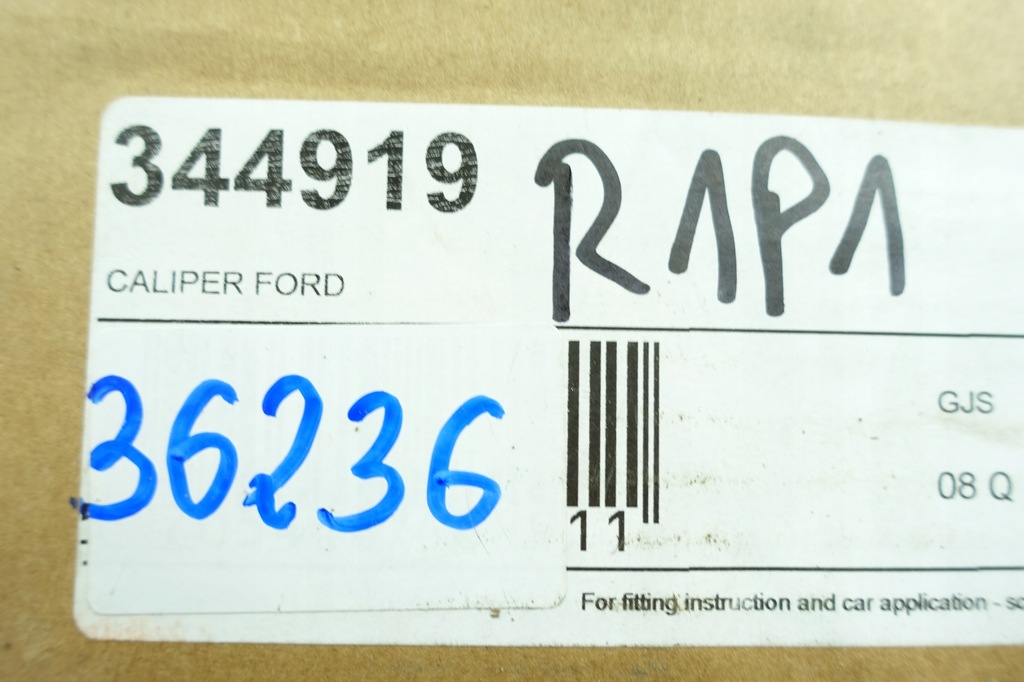 344919
R1P1
CALIPER FORD
36236
11
GJS
08 Q
For fitting instruction and car application -